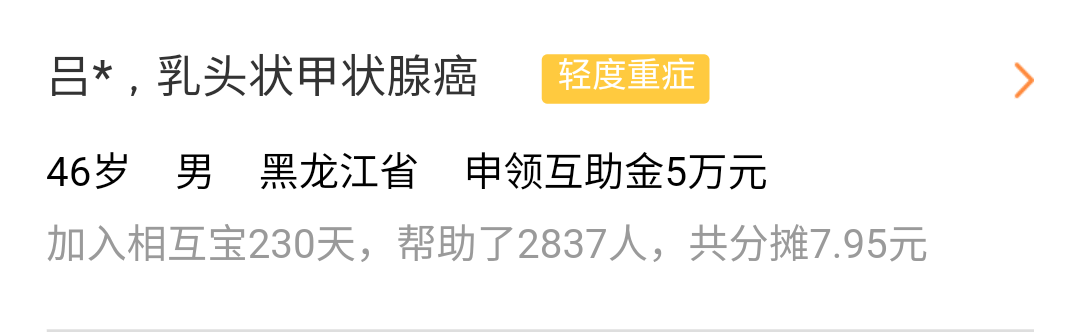 吕*，乳头状甲状腺癌 轻度重症
46岁 男 黑龙江省 申领互助金5万元
加入相互宝230天，帮助了2837人，共分摊7.95元